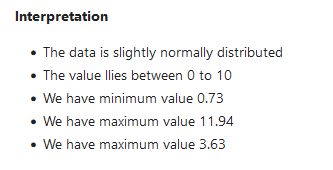 Interpretation
• The data is slightly normally distributed
• The value llies between 0 to 10
• We have minimum value 0.73
• We have maximum value 11.94
• We have maximum value 3.63